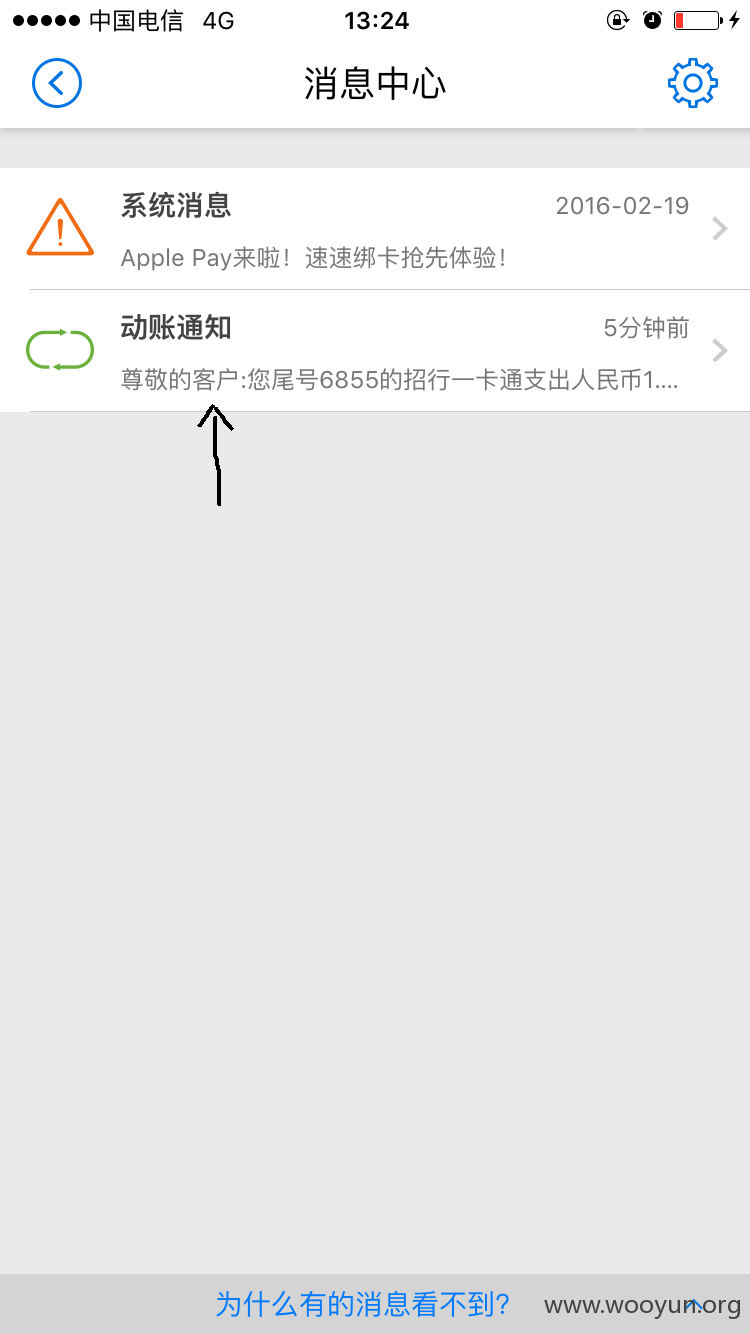 中国电信 4G 13:24
消息中心
系统消息 2016-02-19
Apple Pay来啦！速速绑卡抢先体验！
动账通知 5分钟前
尊敬的客户:您尾号6855的招行一卡通支出人民币1....
为什么有的消息看不到? www.wooyun.org